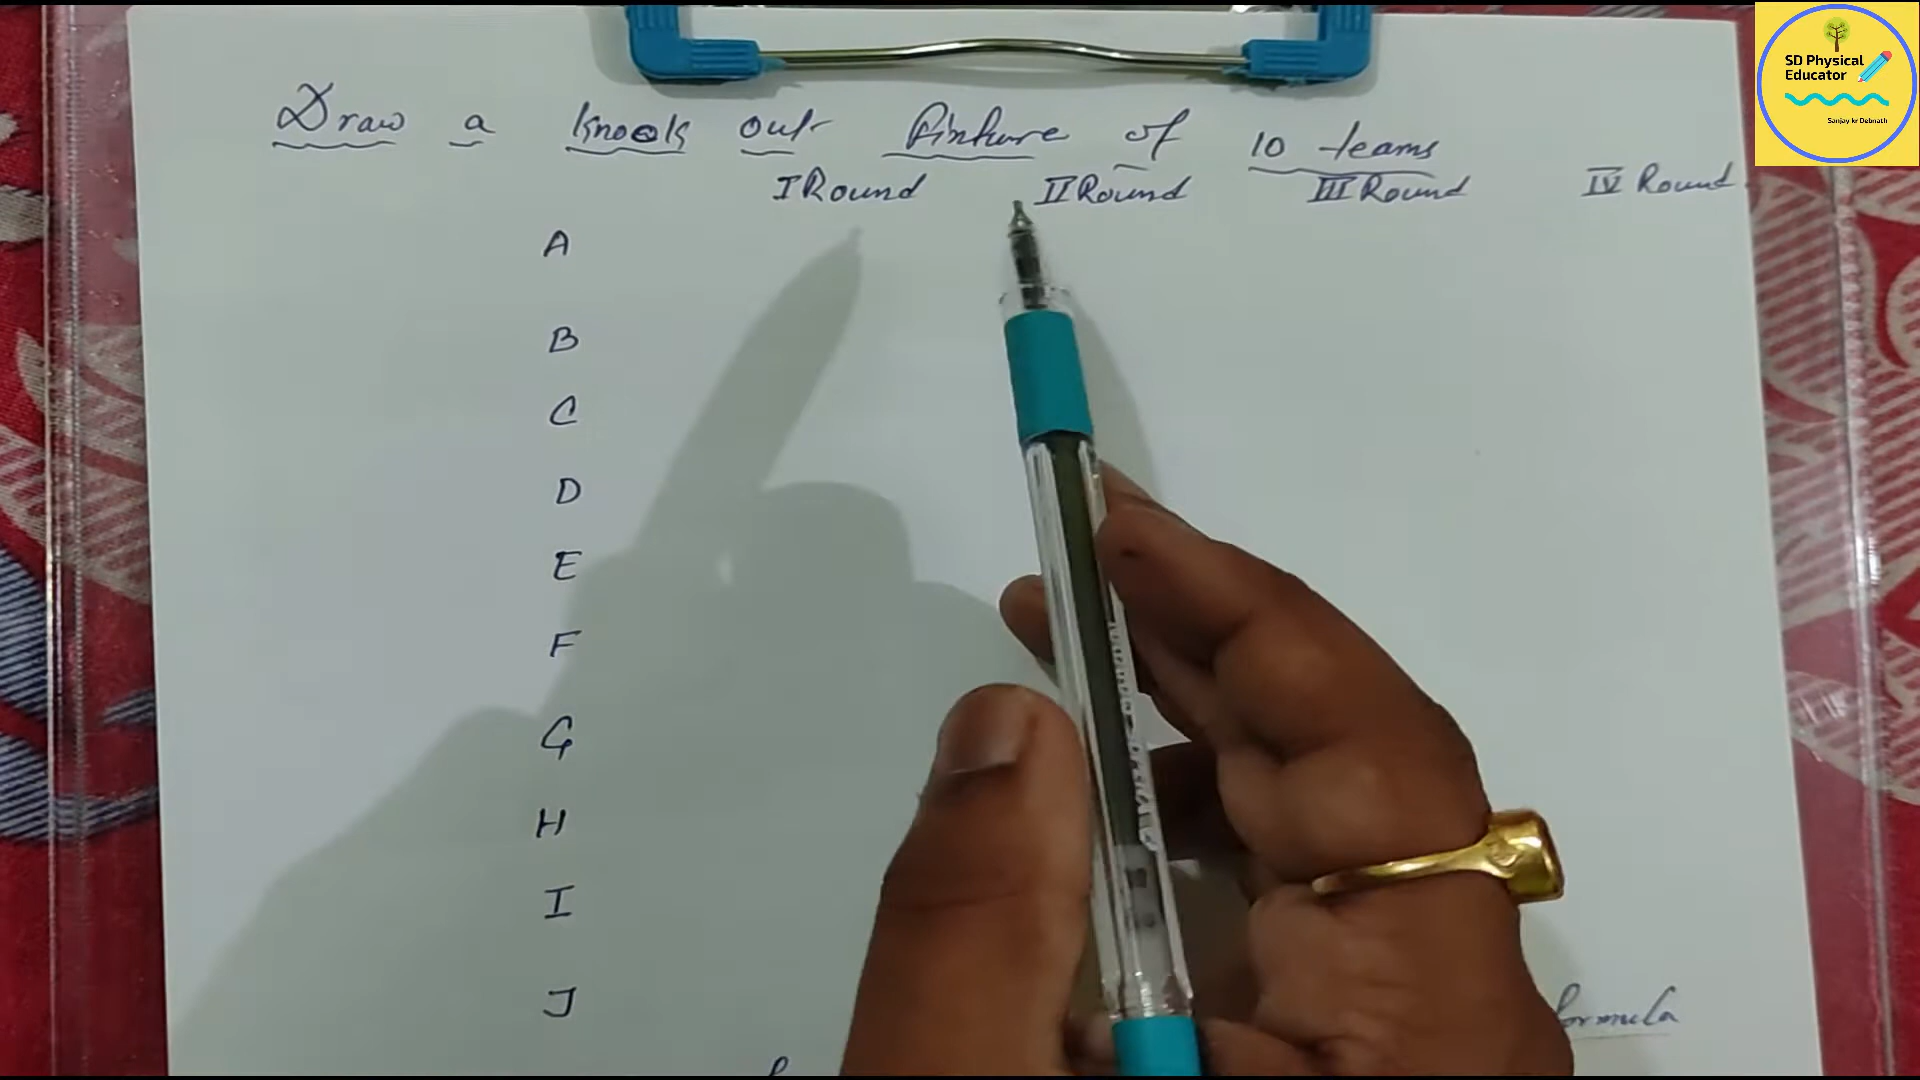 SD Physical
Educator
Sanjay kr Debnath
Draw a knock out Fixture of 10 teams
I Round II Round III Round IV Round
A
B
C
D
E
F
G
H
I
J
formula